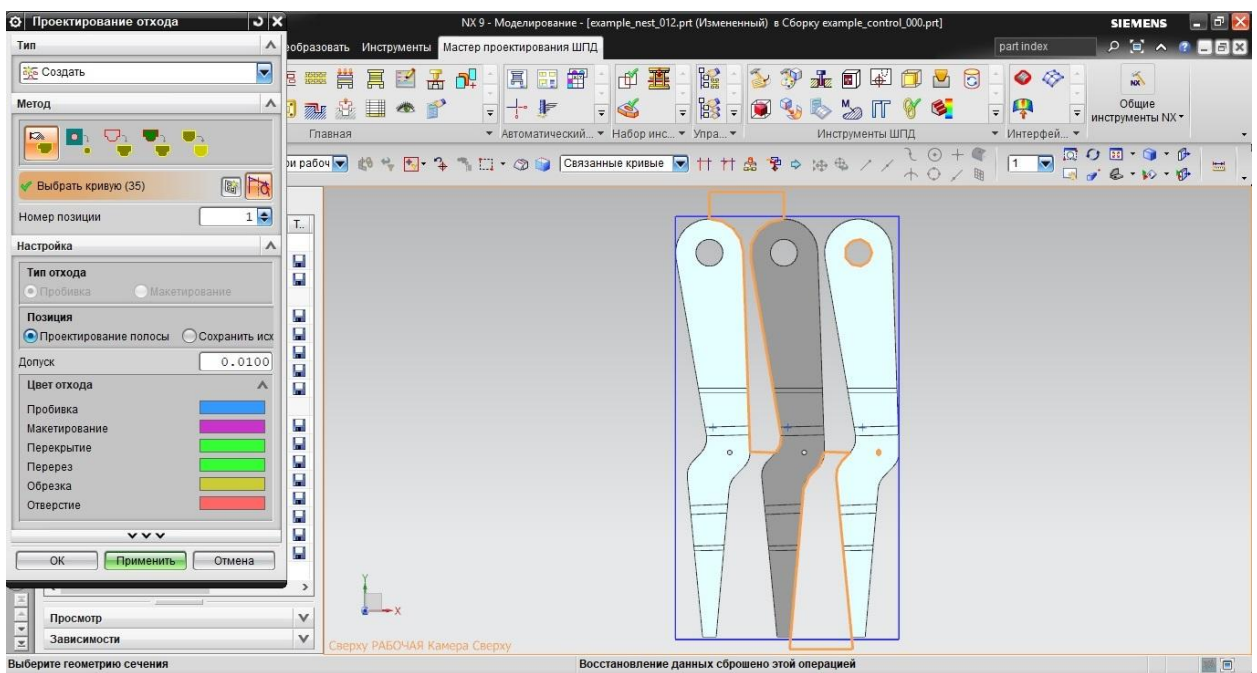 Проектирование отхода
NX 9 - Моделирование - [example_nest_012.prt (Измененный) в Сборку example_control_000.prt]
SIEMENS
Тип
образовать Инструменты Мастер проектирования ШПД
part index
Создать
Метод
Общие
инструменты NX
Главная
Автоматический...
Набор инс...
Упра...
Инструменты ШПД
Интерфей...
ри рабоч
Связанные кривые
1
Выбрать кривую (35)
Номер позиции 1
Т..
Настройка
Тип отхода
Пробивка Макетирование
Позиция
Проектирование полосы Сохранить исх
Допуск 0.0100
Цвет отхода
Пробивка
Макетирование
Перекрытие
Перерез
Обрезка
Отверстие
ОК Применить Отмена
Y
X
Просмотр
Зависимости
Сверху РАБОЧАЯ Камера Сверху
Выберите геометрию сечения
Восстановление данных сброшено этой операцией